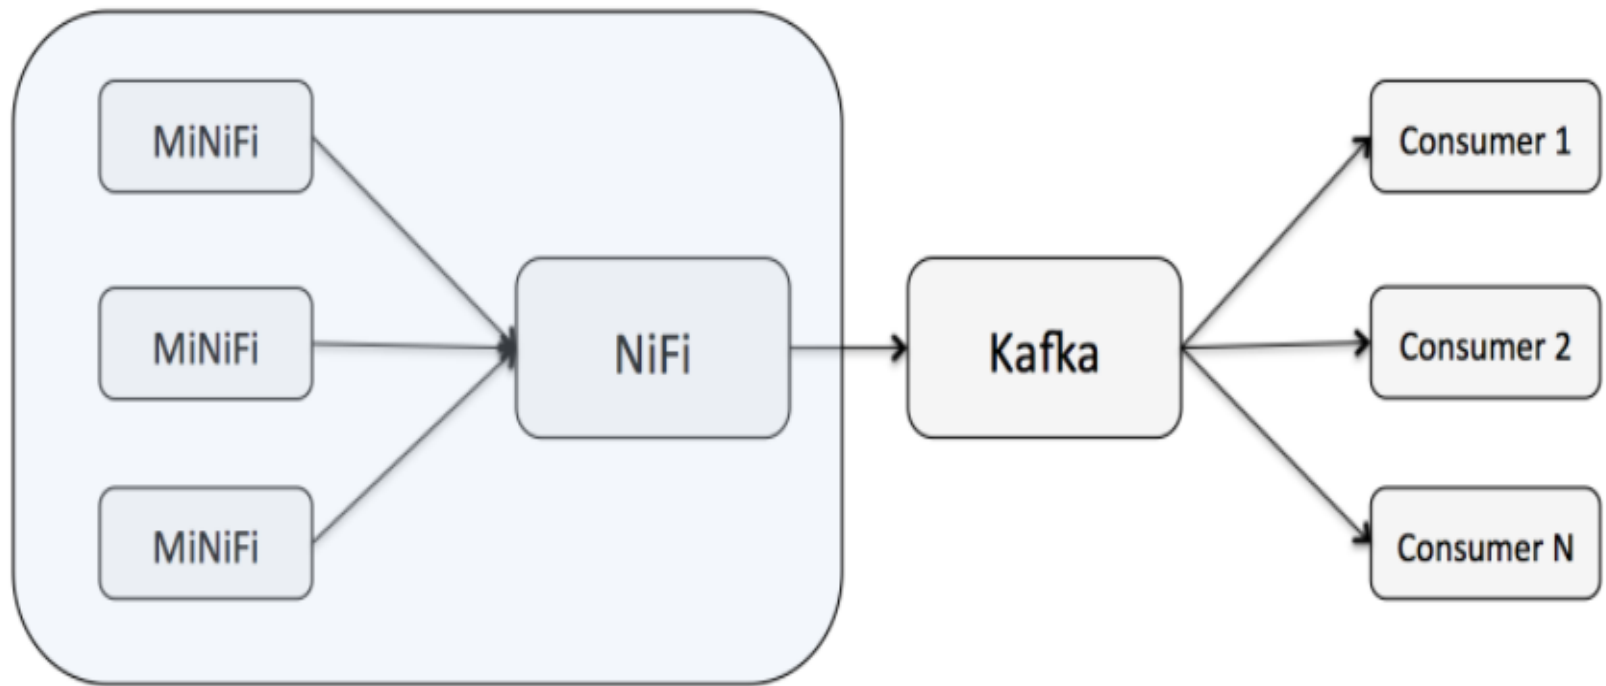 MiNiFi
MiNiFi
MiNiFi
NiFi
Kafka
Consumer 1
Consumer 2
Consumer N